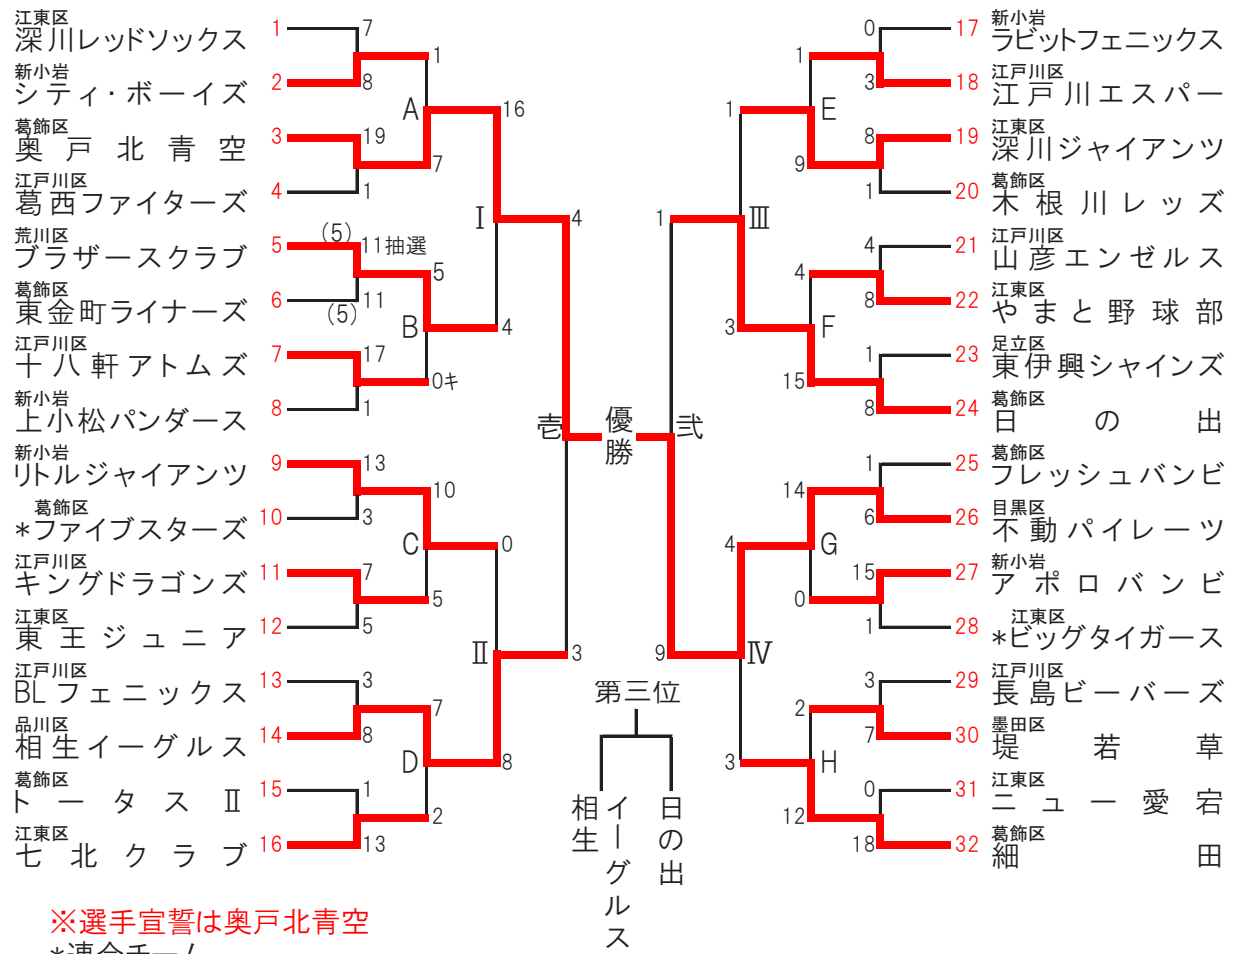 江東区
深川レッドソックス 1 7
新小岩
シティ・ボーイズ 2 8
1
A 16
葛飾区
奥戸北青空 3 19
7
江戸川区
葛西ファイターズ 4 1
Ⅰ 4
荒川区
ブラザースクラブ 5 (5) 11抽選
5
葛飾区
東金町ライナーズ 6 11
(5)
B 4
江戸川区
十八軒アトムズ 7 17
0キ
新小岩
上小松パンダース 8 1
壱
新小岩
リトルジャイアンツ 9 13
10
葛飾区
*ファイブスターズ 10 3
C 0
江戸川区
キングドラゴンズ 11 7
5
江東区
東王ジュニア 12 5
Ⅱ 3
江戸川区
BLフェニックス 13 3
7
品川区
相生イーグルス 14 8
D 8
葛飾区
トータスⅡ 15 1
2
江東区
七北クラブ 16 13
優勝
第三位
相生イーグルス
日の出
0 17 新小岩
ラビットフェニックス
1
3 18 江戸川区
江戸川エスパー
1 E
8 19 江東区
深川ジャイアンツ
9
1 20 葛飾区
木根川レッズ
1 Ⅲ
4 21 江戸川区
山彦エンゼルス
4
8 22 江東区
やまと野球部
3 F
1 23 足立区
東伊興シャインズ
15
8 24 葛飾区
日の出
弐
1 25 葛飾区
フレッシュバンビ
14
6 26 目黒区
不動パイレーツ
4 G
15 27 新小岩
アポロバンビ
0
1 28 江東区
*ビッグタイガース
9 Ⅳ
3 29 江戸川区
長島ビーバーズ
2
7 30 墨田区
堤若草
3 H
0 31 江東区
ニュー愛宕
12
18 32 葛飾区
細田
※選手宣誓は奥戸北青空
*連合チーム